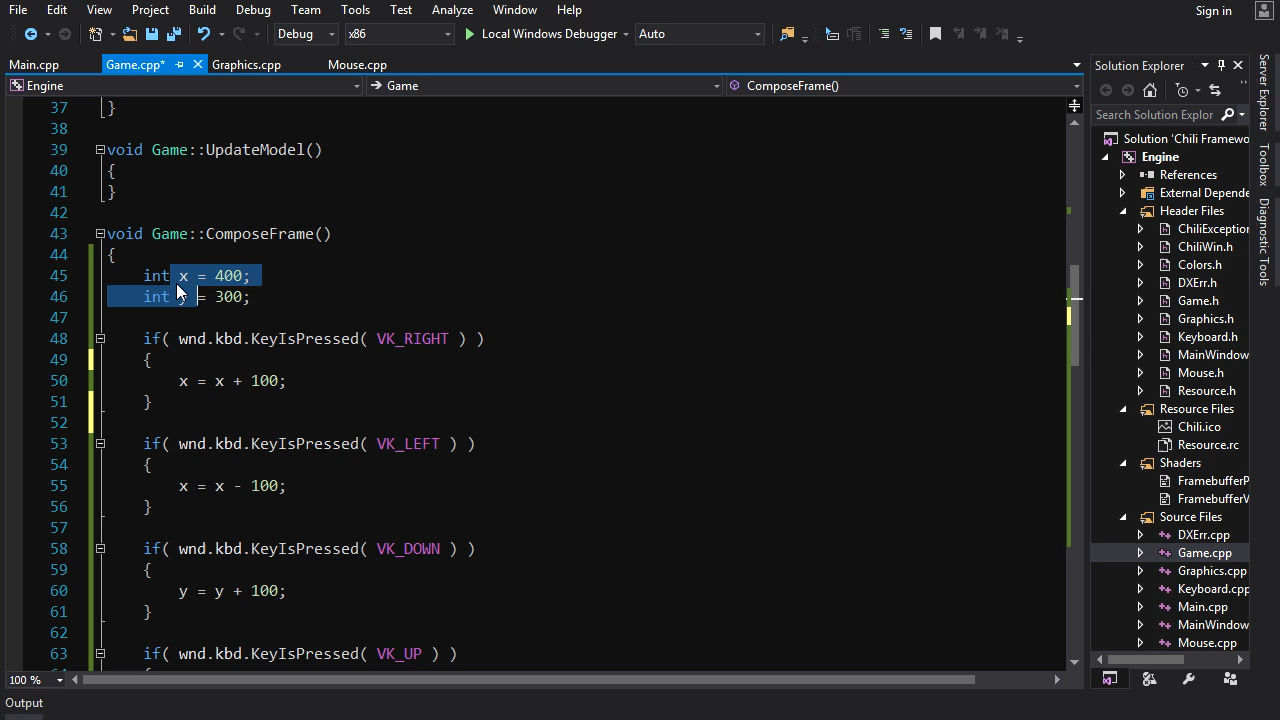 File Edit View Project Build Debug Team Tools Test Analyze Window Help Sign in
Debug x86 Local Windows Debugger Auto
Main.cpp Game.cpp* Graphics.cpp Mouse.cpp
Engine Game ComposeFrame()
37 }
38
39 void Game::UpdateModel()
40 {
41 }
42
43 void Game::ComposeFrame()
44 {
45 int x = 400;
46 int y = 300;
47
48 if( wnd.kbd.KeyIsPressed( VK_RIGHT ) )
49 {
50 x = x + 100;
51 }
52
53 if( wnd.kbd.KeyIsPressed( VK_LEFT ) )
54 {
55 x = x - 100;
56 }
57
58 if( wnd.kbd.KeyIsPressed( VK_DOWN ) )
59 {
60 y = y + 100;
61 }
62
63 if( wnd.kbd.KeyIsPressed( VK_UP ) )
100 %
Output
Solution Explorer
Search Solution Explor
Solution 'Chili Framewo
Engine
References
External Depende
Header Files
ChiliException
ChiliWin.h
Colors.h
DXErr.h
Game.h
Graphics.h
Keyboard.h
MainWindow
Mouse.h
Resource.h
Resource Files
Chili.ico
Resource.rc
Shaders
FramebufferP
FramebufferV
Source Files
DXErr.cpp
Game.cpp
Graphics.cpp
Keyboard.cpp
Main.cpp
MainWindow
Mouse.cpp
Server Explorer
Toolbox
Diagnostic Tools